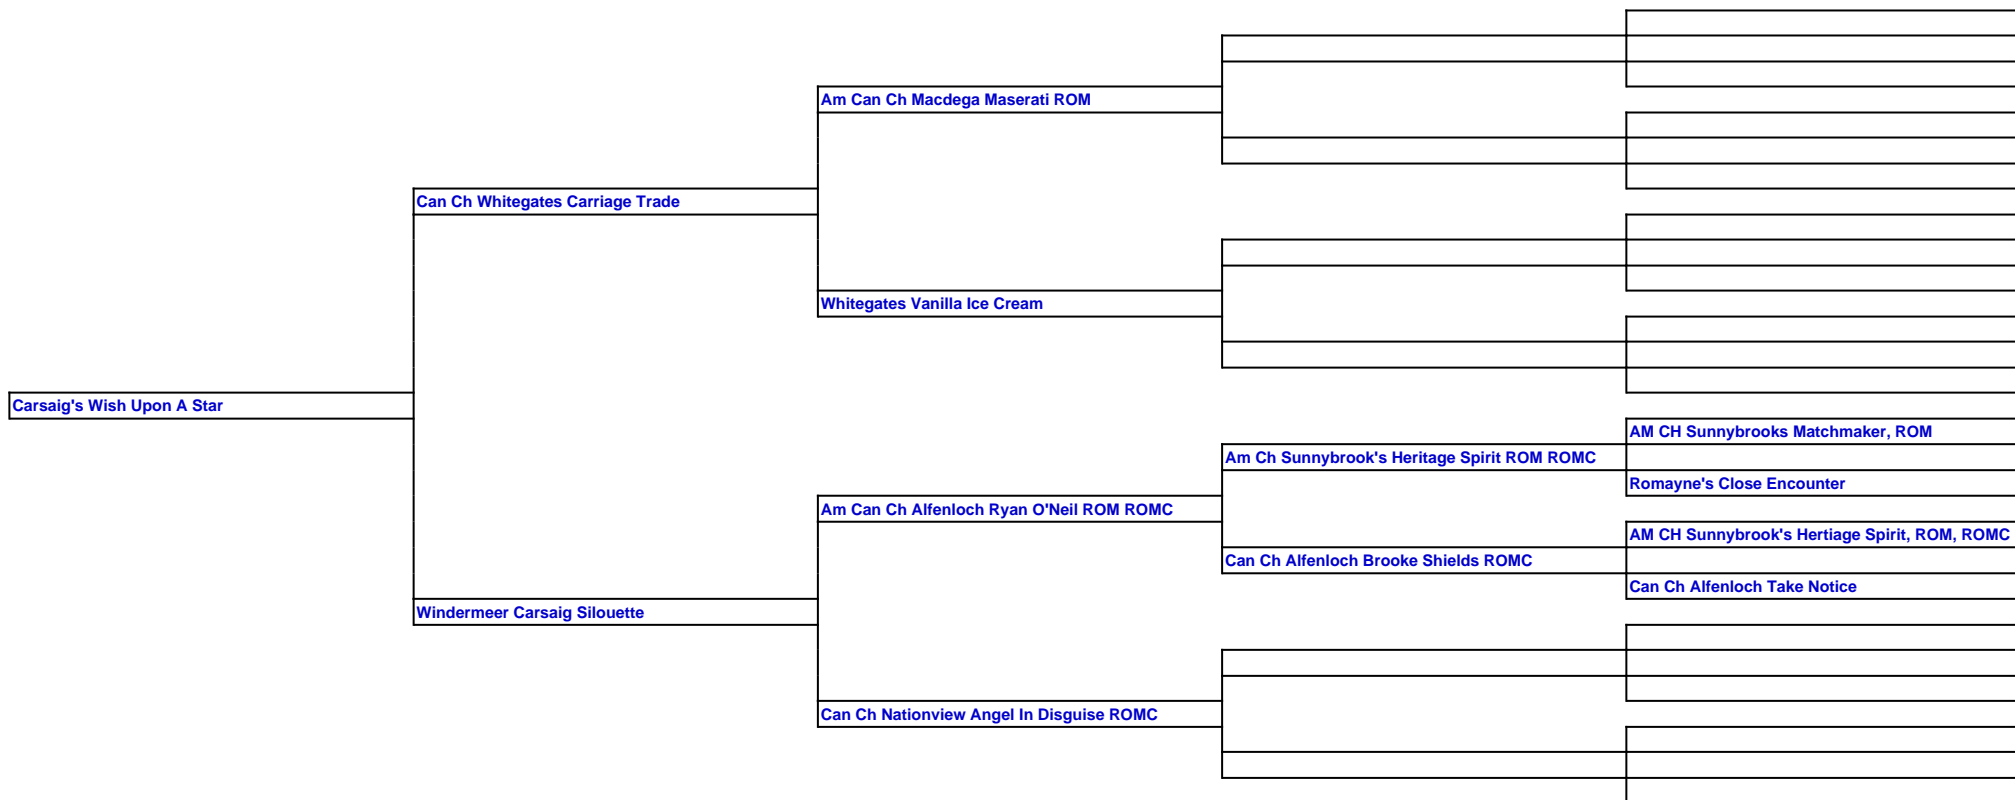 Am Can Ch Macdega Maserati ROM
Can Ch Whitegates Carriage Trade
Whitegates Vanilla Ice Cream
Carsaig's Wish Upon A Star
AM CH Sunnybrooks Matchmaker, ROM
Am Ch Sunnybrook's Heritage Spirit ROM ROMC
Romayne's Close Encounter
Am Can Ch Alfenloch Ryan O'Neil ROM ROMC
AM CH Sunnybrook's Hertiage Spirit, ROM, ROMC
Can Ch Alfenloch Brooke Shields ROMC
Can Ch Alfenloch Take Notice
Windermeer Carsaig Silouette
Can Ch Nationview Angel In Disguise ROMC